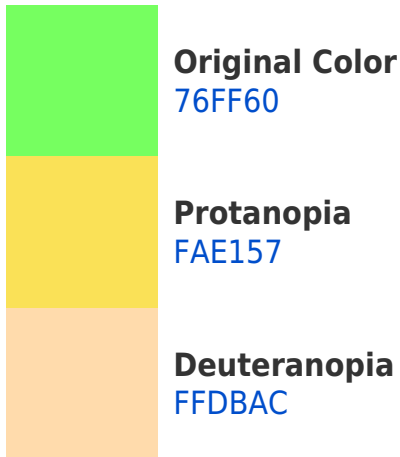 Original Color
76FF60
Protanopia
FAE157
Deuteranopia
FFDBAC